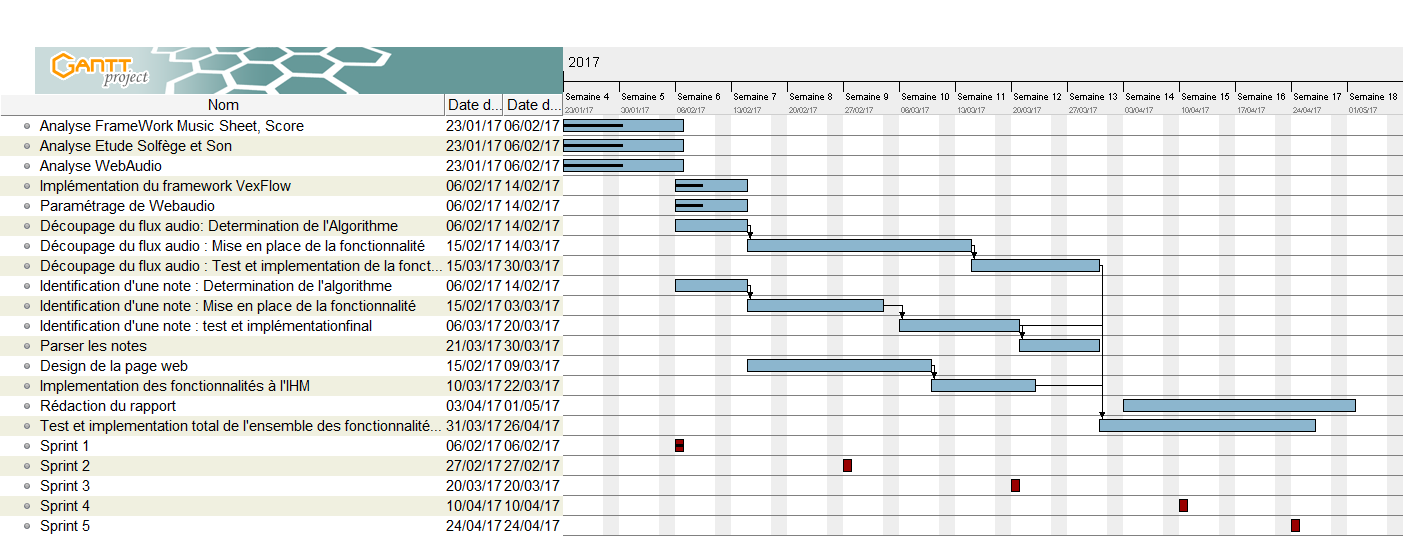 GANTT project
2017
Semaine 4 Semaine 5 Semaine 6 Semaine 7 Semaine 8 Semaine 9 Semaine 10 Semaine 11 Semaine 12 Semaine 13 Semaine 14 Semaine 15 Semaine 16 Semaine 17 Semaine 18
Nom Date d... Date d... 23/01/17 30/01/17 06/02/17 13/02/17 20/02/17 27/02/17 06/03/17 13/03/17 20/03/17 27/03/17 03/04/17 10/04/17 17/04/17 24/04/17 01/05/17
Analyse FrameWork Music Sheet, Score 23/01/17 06/02/17
Analyse Etude Solfège et Son 23/01/17 06/02/17
Analyse WebAudio 23/01/17 06/02/17
Implémentation du framework VexFlow 06/02/17 14/02/17
Paramétrage de Webaudio 06/02/17 14/02/17
Découpage du flux audio: Determination de l'Algorithme 06/02/17 14/02/17
Découpage du flux audio : Mise en place de la fonctionnalité 15/02/17 14/03/17
Découpage du flux audio : Test et implementation de la fonct... 15/03/17 30/03/17
Identification d'une note : Determination de l'algorithme 06/02/17 14/02/17
Identification d'une note : Mise en place de la fonctionnalité 15/02/17 03/03/17
Identification d'une note : test et implémentationfinal 06/03/17 20/03/17
Parser les notes 21/03/17 30/03/17
Design de la page web 15/02/17 09/03/17
Implementation des fonctionnalités à l'IHM 10/03/17 22/03/17
Rédaction du rapport 03/04/17 01/05/17
Test et implementation total de l'ensemble des fonctionnalité... 31/03/17 26/04/17
Sprint 1 06/02/17 06/02/17
Sprint 2 27/02/17 27/02/17
Sprint 3 20/03/17 20/03/17
Sprint 4 10/04/17 10/04/17
Sprint 5 24/04/17 24/04/17